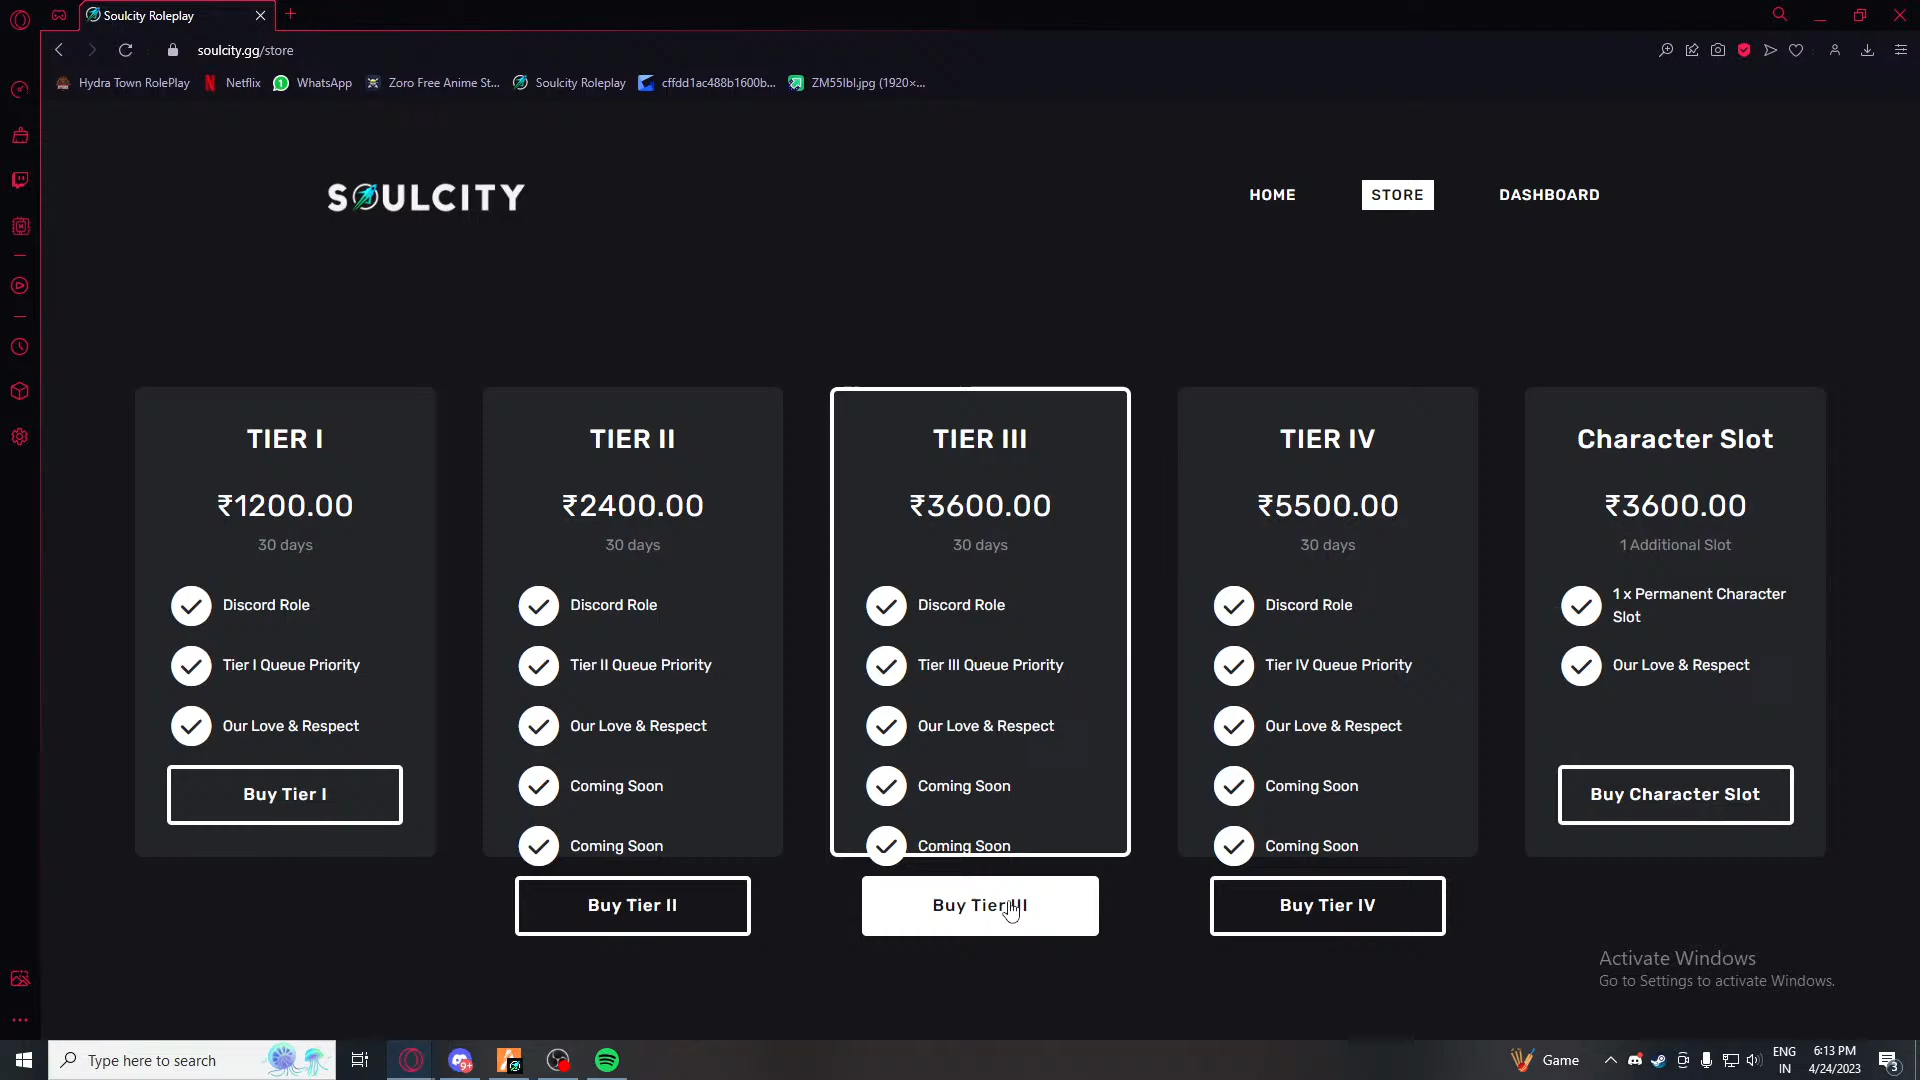 Soulcity Roleplay
soulcity.gg/store
Hydra Town RolePlay
Netflix
WhatsApp
Zoro Free Anime St...
Soulcity Roleplay
cffdd1ac488b1600b...
ZM55Ibl.jpg (1920×...
SOULCITY
HOME
STORE
DASHBOARD
TIER I
₹1200.00
30 days
Discord Role
Tier I Queue Priority
Our Love & Respect
Buy Tier I
TIER II
₹2400.00
30 days
Discord Role
Tier II Queue Priority
Our Love & Respect
Coming Soon
Coming Soon
Buy Tier II
TIER III
₹3600.00
30 days
Discord Role
Tier III Queue Priority
Our Love & Respect
Coming Soon
Coming Soon
Buy Tier III
TIER IV
₹5500.00
30 days
Discord Role
Tier IV Queue Priority
Our Love & Respect
Coming Soon
Coming Soon
Buy Tier IV
Character Slot
₹3600.00
1 Additional Slot
1 x Permanent Character
Slot
Our Love & Respect
Buy Character Slot
Activate Windows
Go to Settings to activate Windows.
Type here to search
9+
Game
ENG
IN
6:13 PM
4/24/2023
3